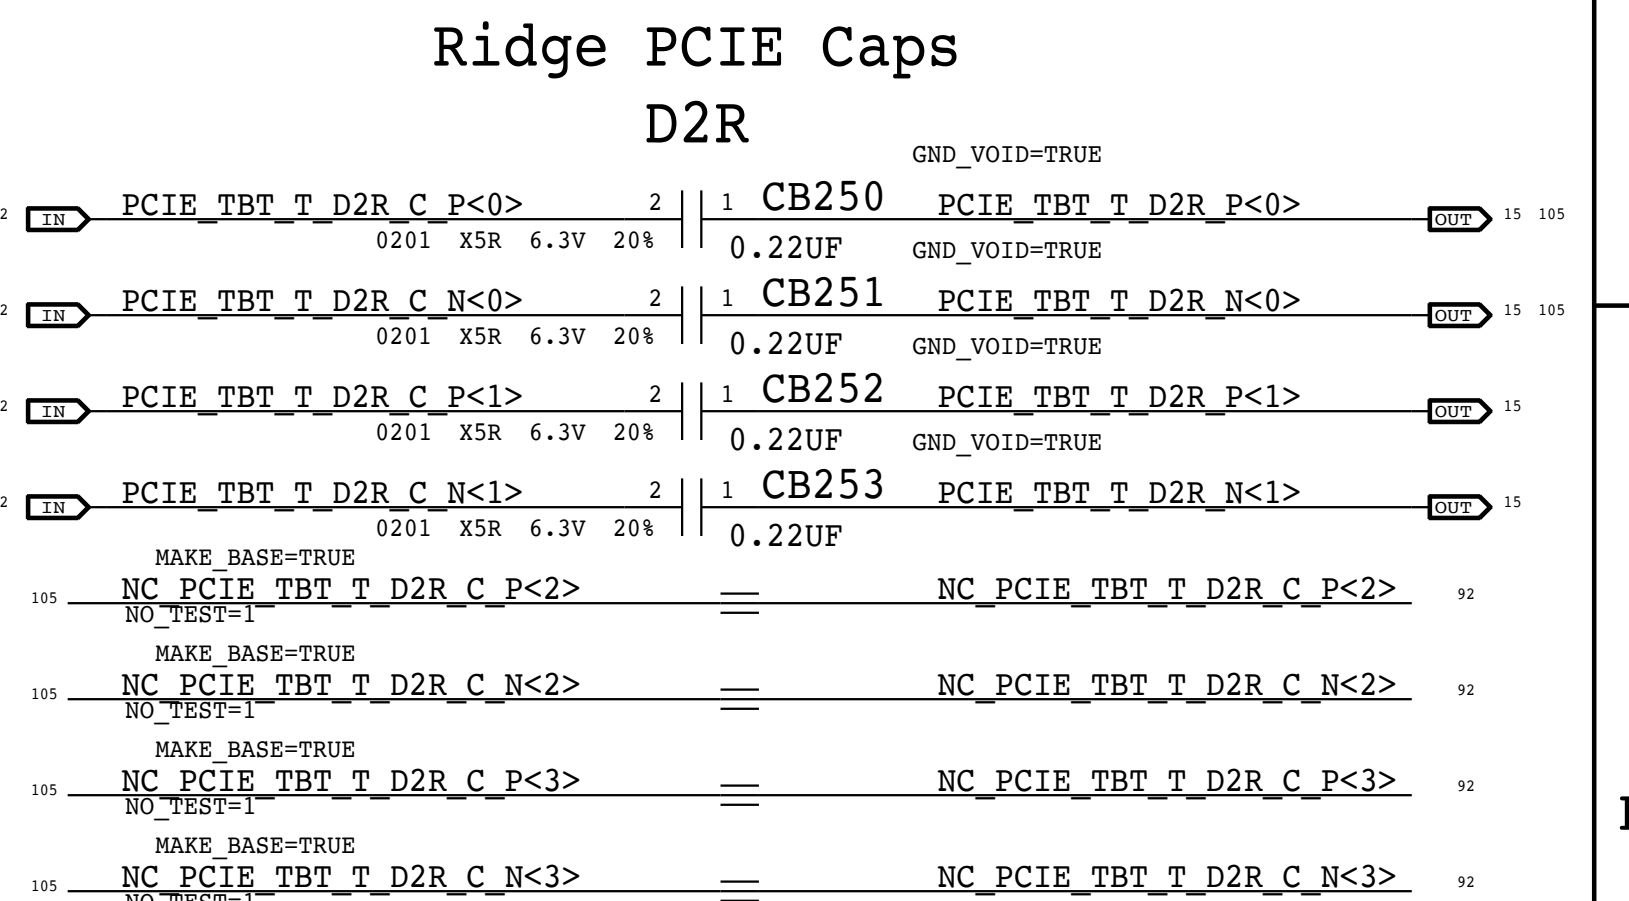 Ridge PCIE Caps
D2R
GND_VOID=TRUE
2 IN PCIE_TBT_T_D2R_C_P<0> 2 1 CB250 PCIE_TBT_T_D2R_P<0> OUT 15 105
0201 X5R 6.3V 20% 0.22UF GND_VOID=TRUE
2 IN PCIE_TBT_T_D2R_C_N<0> 2 1 CB251 PCIE_TBT_T_D2R_N<0> OUT 15 105
0201 X5R 6.3V 20% 0.22UF GND_VOID=TRUE
2 IN PCIE_TBT_T_D2R_C_P<1> 2 1 CB252 PCIE_TBT_T_D2R_P<1> OUT 15
0201 X5R 6.3V 20% 0.22UF GND_VOID=TRUE
2 IN PCIE_TBT_T_D2R_C_N<1> 2 1 CB253 PCIE_TBT_T_D2R_N<1> OUT 15
0201 X5R 6.3V 20% 0.22UF
MAKE_BASE=TRUE
105 NC_PCIE_TBT_T_D2R_C_P<2> NC_PCIE_TBT_T_D2R_C_P<2> 92
NO_TEST=1
MAKE_BASE=TRUE
105 NC_PCIE_TBT_T_D2R_C_N<2> NC_PCIE_TBT_T_D2R_C_N<2> 92
NO_TEST=1
MAKE_BASE=TRUE
105 NC_PCIE_TBT_T_D2R_C_P<3> NC_PCIE_TBT_T_D2R_C_P<3> 92
NO_TEST=1
MAKE_BASE=TRUE
105 NC_PCIE_TBT_T_D2R_C_N<3> NC_PCIE_TBT_T_D2R_C_N<3> 92
NO_TEST=1